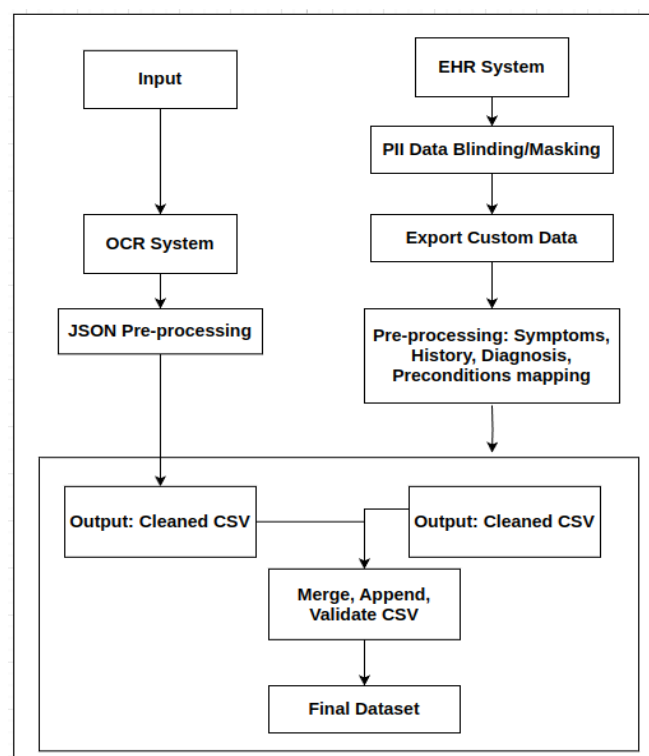 Input
OCR System
JSON Pre-processing
EHR System
PII Data Blinding/Masking
Export Custom Data
Pre-processing: Symptoms,
History, Diagnosis,
Preconditions mapping
Output: Cleaned CSV
Output: Cleaned CSV
Merge, Append,
Validate CSV
Final Dataset